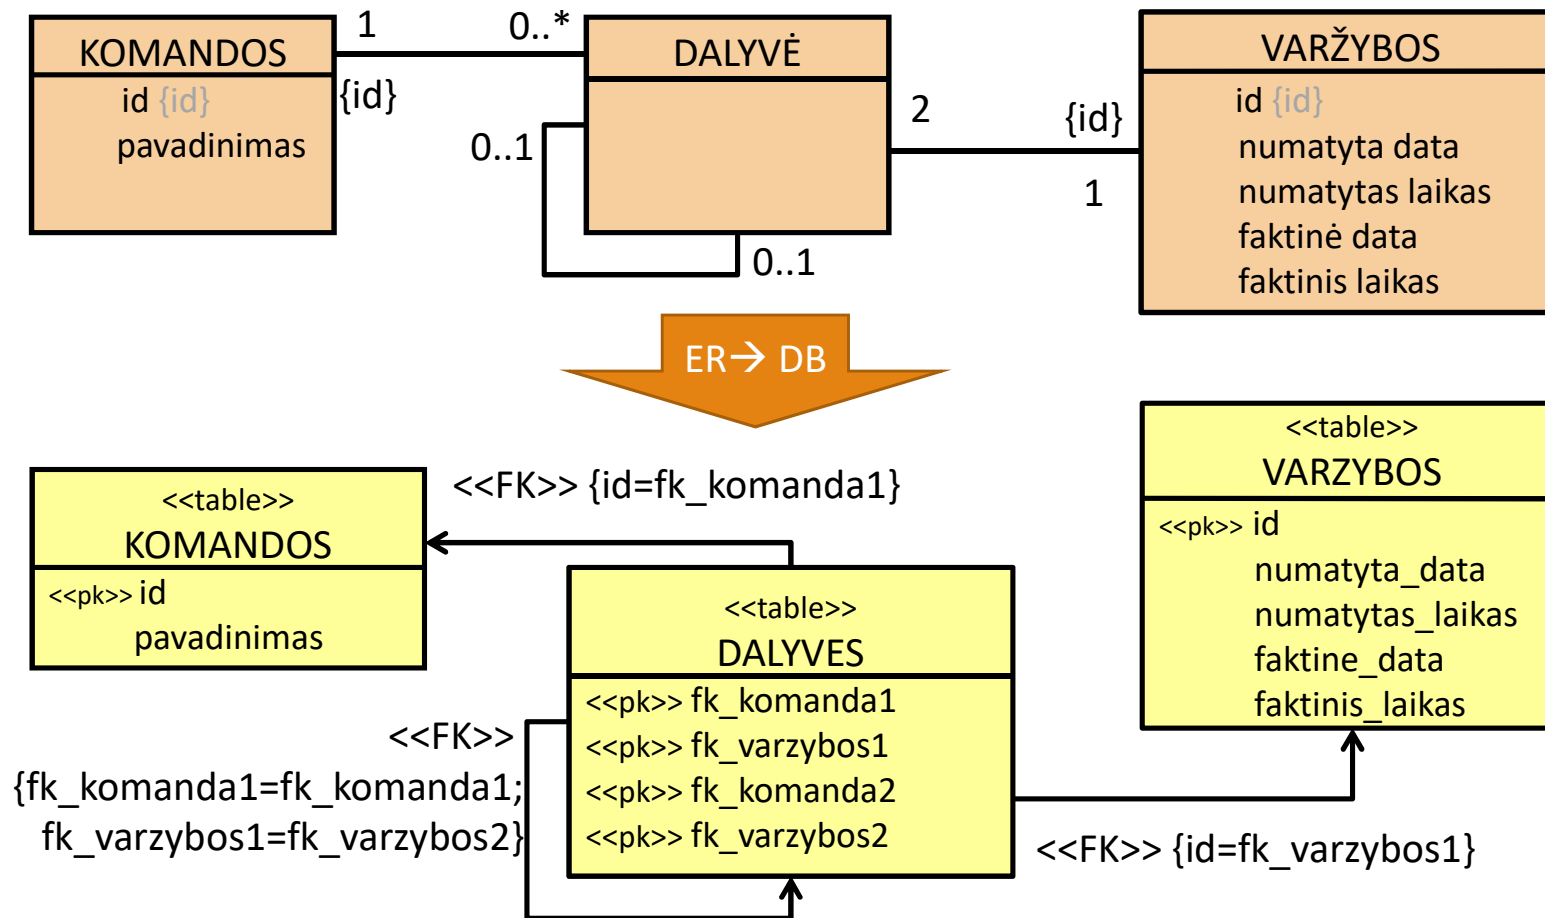 KOMANDOS
id {id}
pavadinimas
1
0..*
{id}
DALYVĖ
0..1
0..1
2
{id}
1
VARŽYBOS
id {id}
numatyta data
numatytas laikas
faktinė data
faktinis laikas
ER→ DB
<<table>>
KOMANDOS
<<pk>> id
pavadinimas
<<FK>> {id=fk_komanda1}
<<table>>
DALYVES
<<pk>> fk_komanda1
<<pk>> fk_varzybos1
<<pk>> fk_komanda2
<<pk>> fk_varzybos2
<<FK>>
{fk_komanda1=fk_komanda1;
fk_varzybos1=fk_varzybos2}
<<table>>
VARZYBOS
<<pk>> id
numatyta_data
numatytas_laikas
faktine_data
faktinis_laikas
<<FK>> {id=fk_varzybos1}